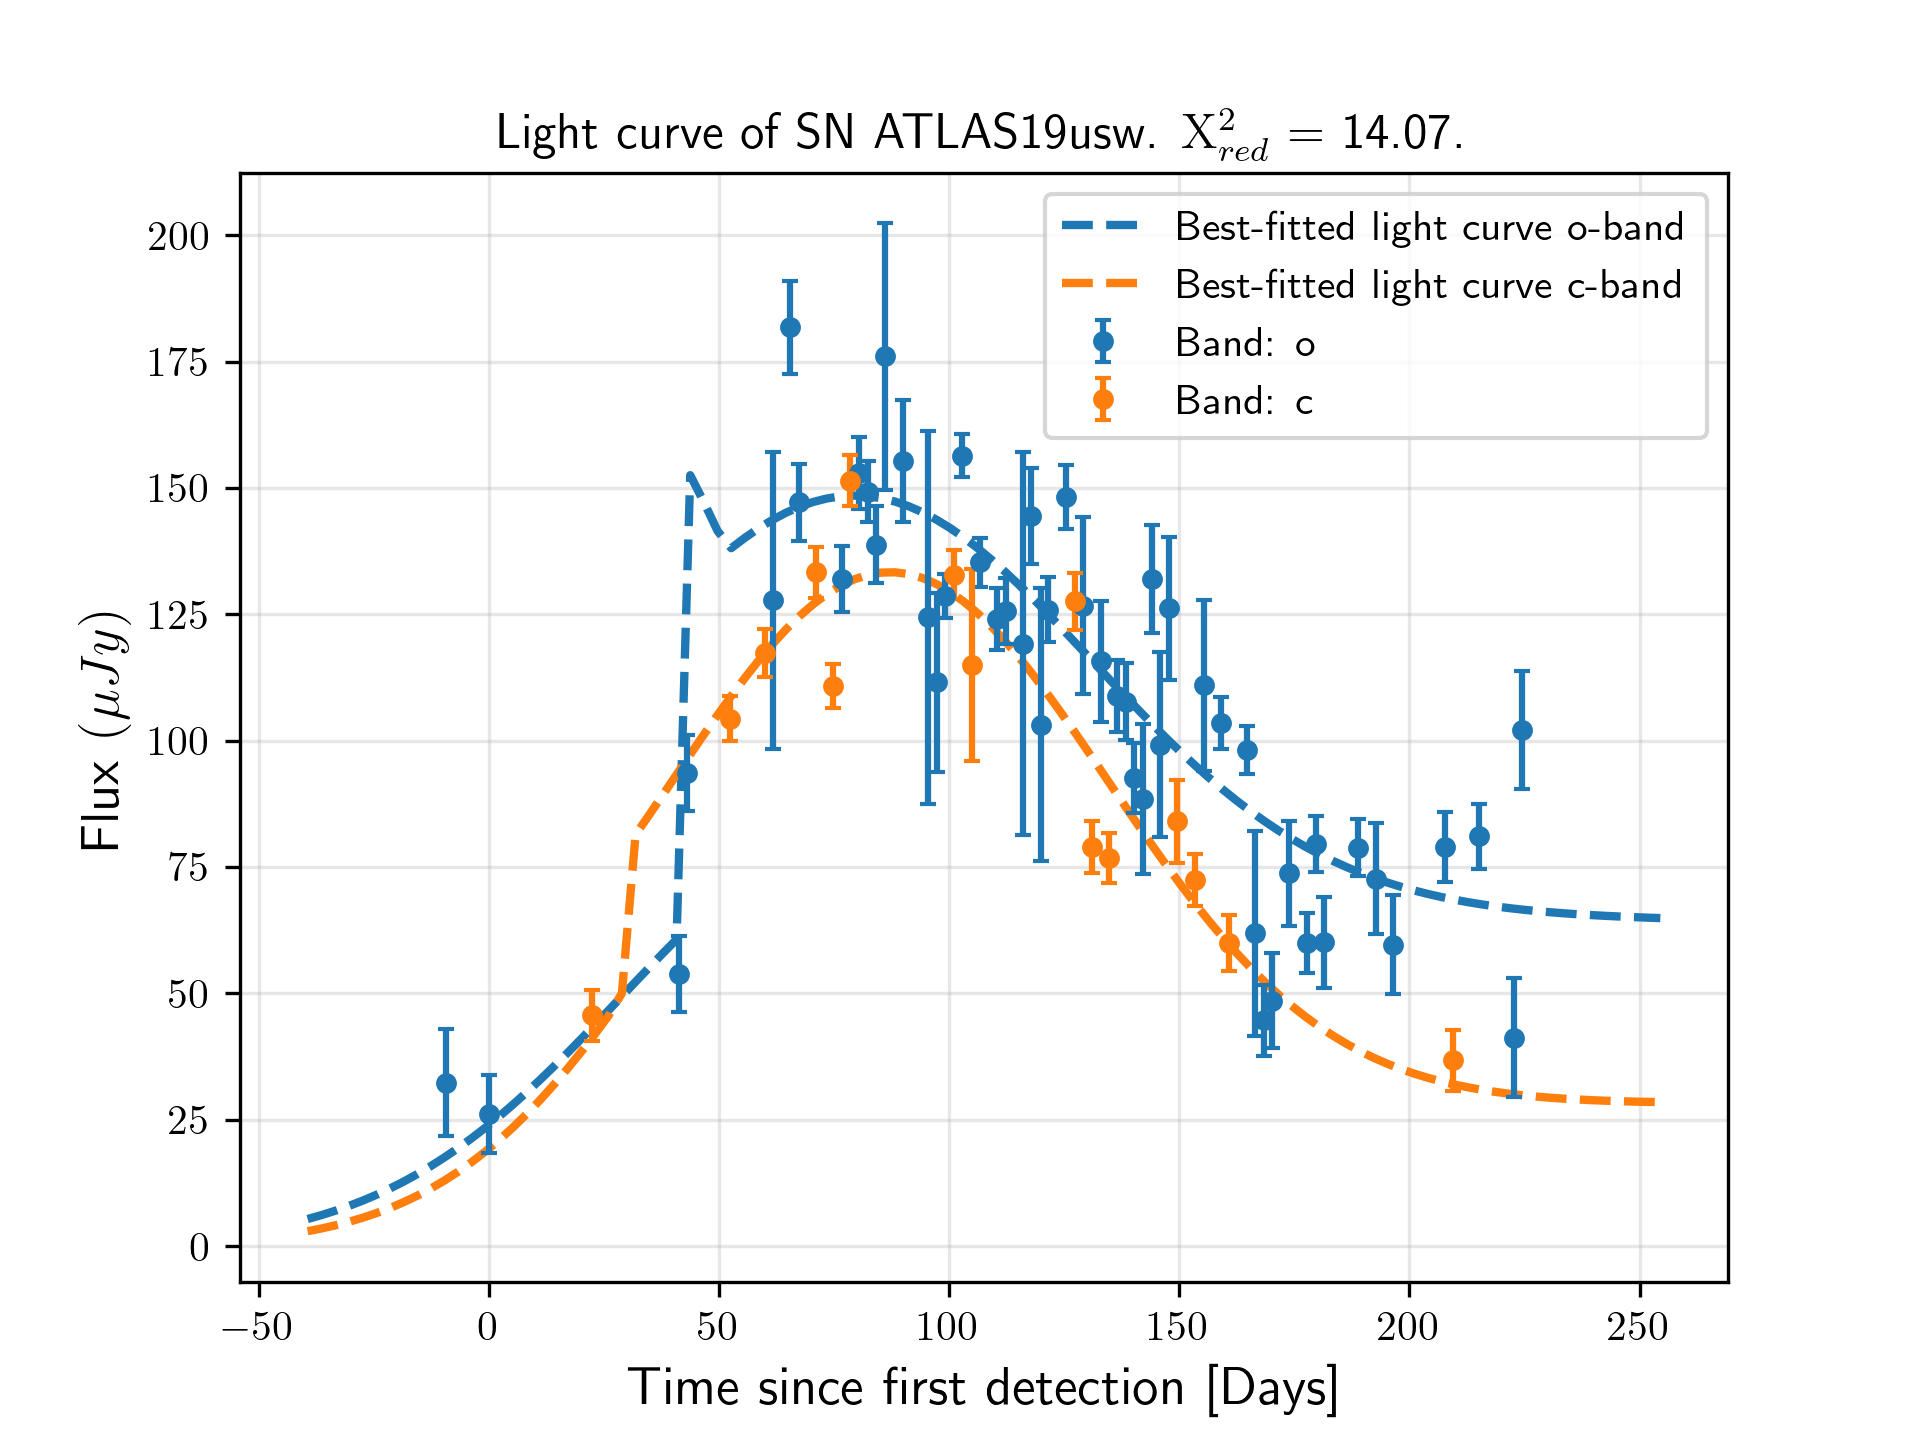 Light curve of SN ATLAS19usw. X²_red = 14.07.
Best-fitted light curve o-band
Best-fitted light curve c-band
Band: o
Band: c
Flux (μJy)
200
175
150
125
100
75
50
25
0
−50 0 50 100 150 200 250
Time since first detection [Days]